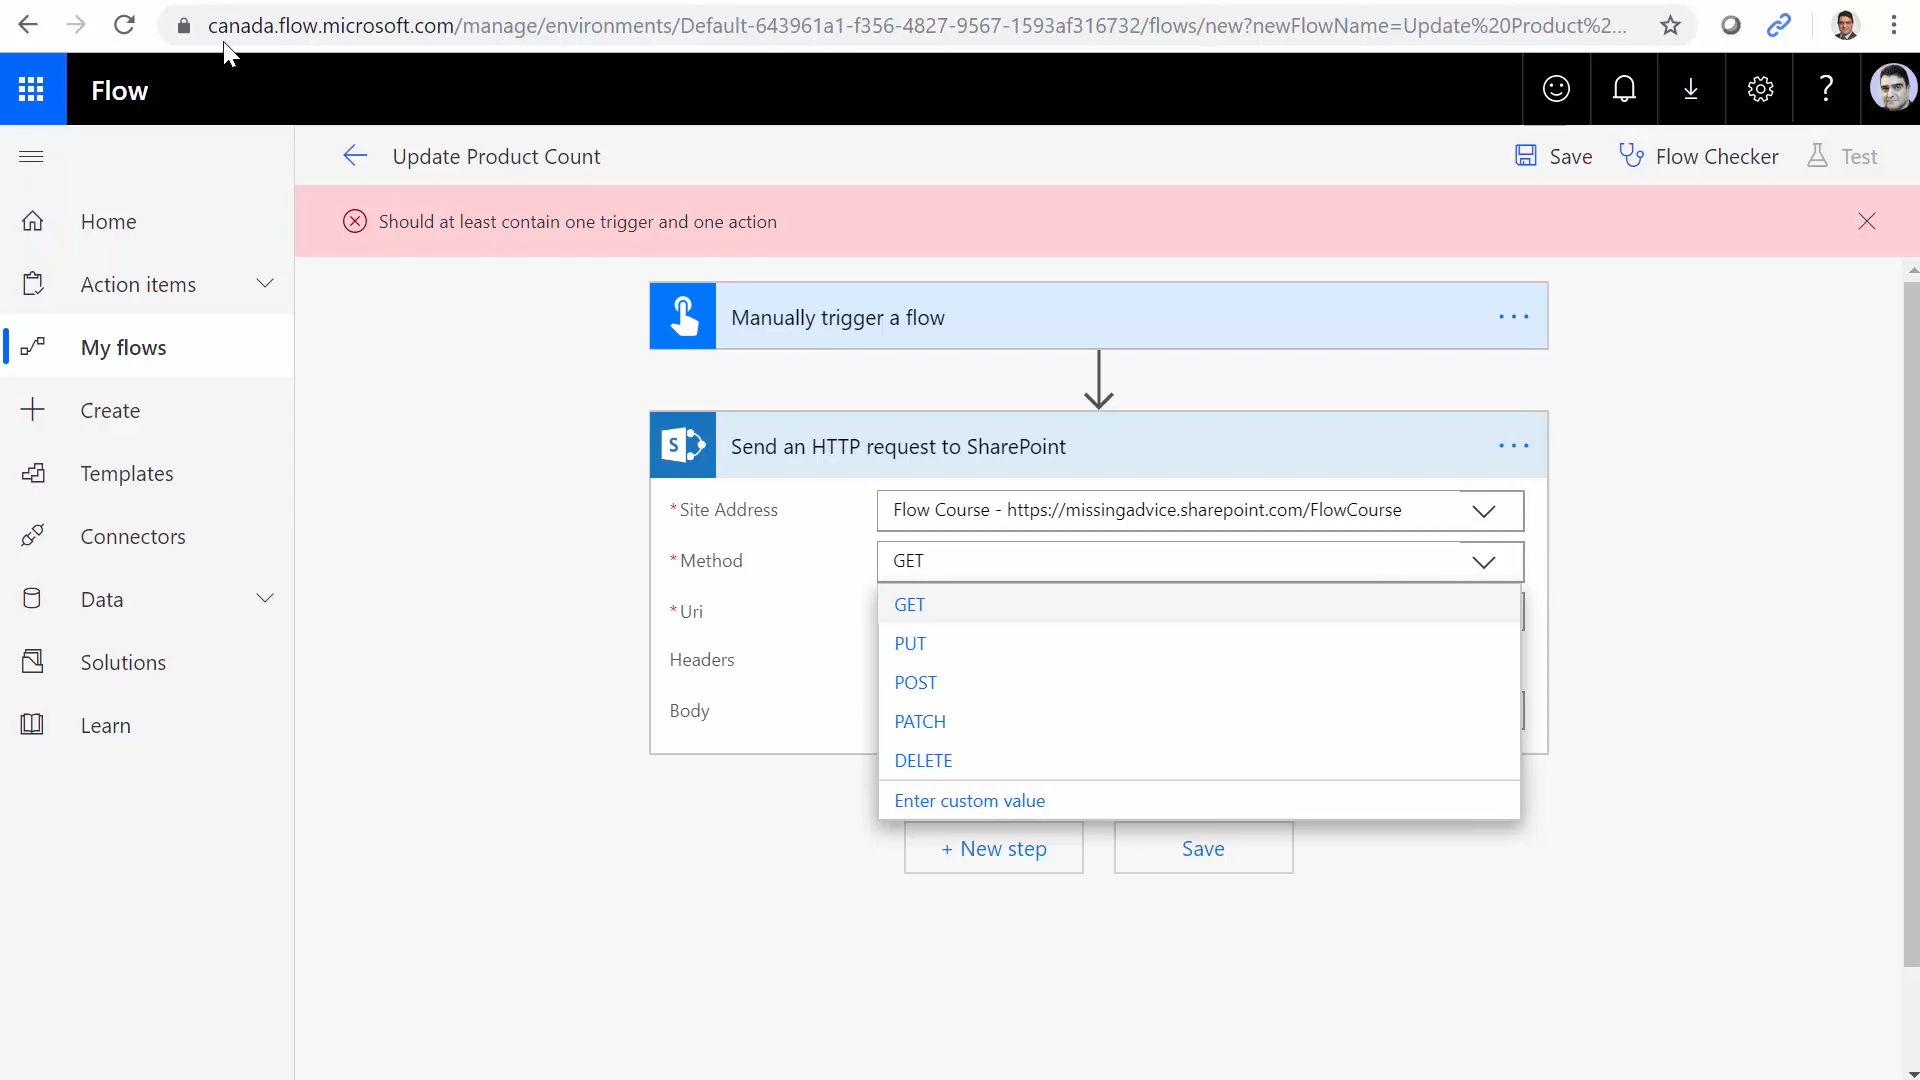 canada.flow.microsoft.com/manage/environments/Default-643961a1-f356-4827-9567-1593af316732/flows/new?newFlowName=Update%20Product%2...
Flow
?
Update Product Count
Save
Flow Checker
Test
Should at least contain one trigger and one action
Home
Action items
My flows
Create
Templates
Connectors
Data
Solutions
Learn
Manually trigger a flow
...
S
Send an HTTP request to SharePoint
...
* Site Address
Flow Course - https://missingadvice.sharepoint.com/FlowCourse
* Method
GET
* Uri
Headers
Body
GET
PUT
POST
PATCH
DELETE
Enter custom value
+ New step
Save